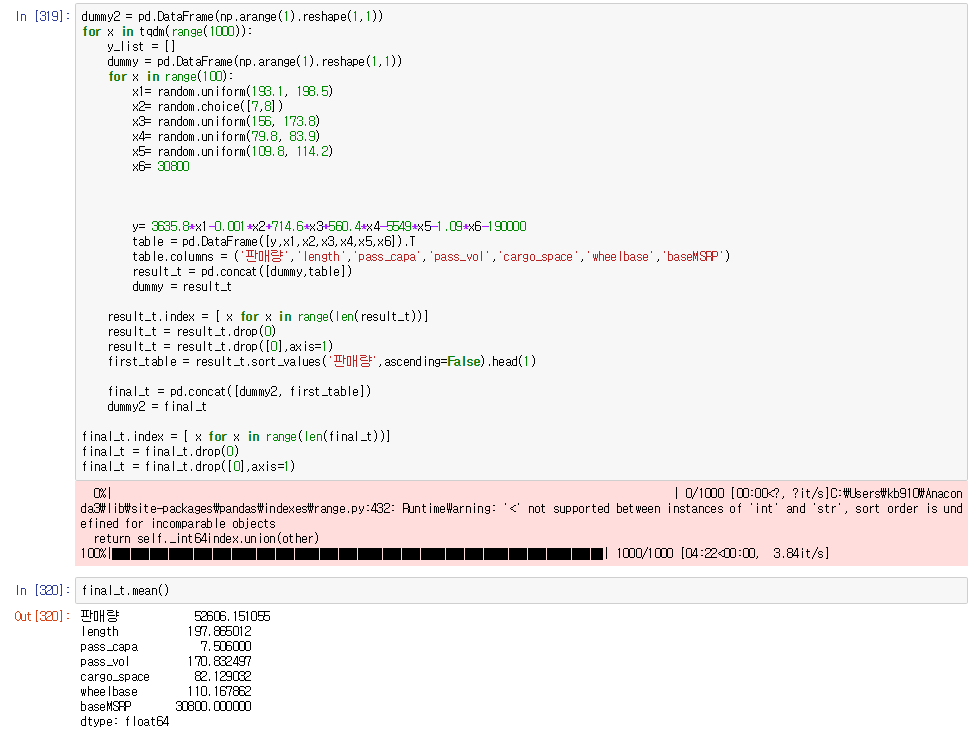 In [319]: dummy2 = pd.DataFrame(np.arange(1).reshape(1,1))
for x in tqdm(range(1000)):
    y_list = []
    dummy = pd.DataFrame(np.arange(1).reshape(1,1))
    for x in range(100):
        x1= random.uniform(193.1, 198.5)
        x2= random.choice([7,8])
        x3= random.uniform(156, 173.8)
        x4= random.uniform(79.8, 83.9)
        x5= random.uniform(109.8, 114.2)
        x6= 30800
        y= 3635.8*x1-0.001*x2+714.6*x3+560.4*x4-5549*x5-1.09*x6-190000
        table = pd.DataFrame([y,x1,x2,x3,x4,x5,x6]).T
        table.columns = ('판매량','length','pass_capa','pass_vol','cargo_space','wheelbase','baseMSRP')
        result_t = pd.concat([dummy,table])
        dummy = result_t
    result_t.index = [ x for x in range(len(result_t))]
    result_t = result_t.drop(0)
    result_t = result_t.drop([0],axis=1)
    first_table = result_t.sort_values('판매량',ascending=False).head(1)
    final_t = pd.concat([dummy2, first_table])
    dummy2 = final_t
final_t.index = [ x for x in range(len(final_t))]
final_t = final_t.drop(0)
final_t = final_t.drop([0],axis=1)
0%| | 0/1000 [00:00<?, ?it/s]C:₩Users₩kb910₩Anacon
da3₩lib₩site-packages₩pandas₩indexes₩range.py:432: RuntimeWarning: '<' not supported between instances of 'int' and 'str', sort order is und
efined for incomparable objects
  return self._int64index.union(other)
100%|██████████| 1000/1000 [04:22<00:00, 3.84it/s]
In [320]: final_t.mean()
Out[320]: 판매량 52606.151055
length 197.865012
pass_capa 7.506000
pass_vol 170.832497
cargo_space 82.129032
wheelbase 110.167862
baseMSRP 30800.000000
dtype: float64